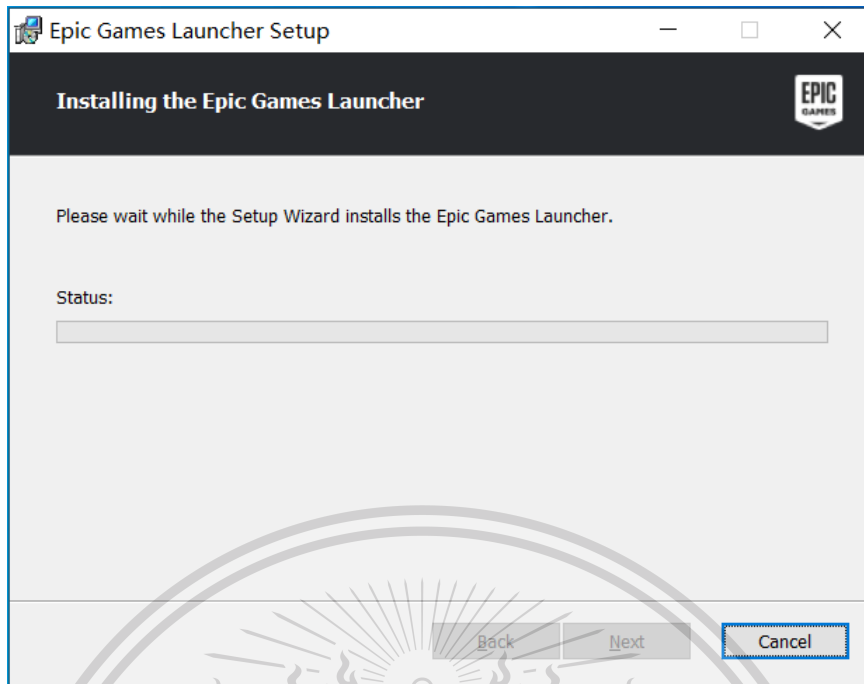 Epic Games Launcher Setup
Installing the Epic Games Launcher
EPIC
GAMES
Please wait while the Setup Wizard installs the Epic Games Launcher.
Status:
Back Next Cancel